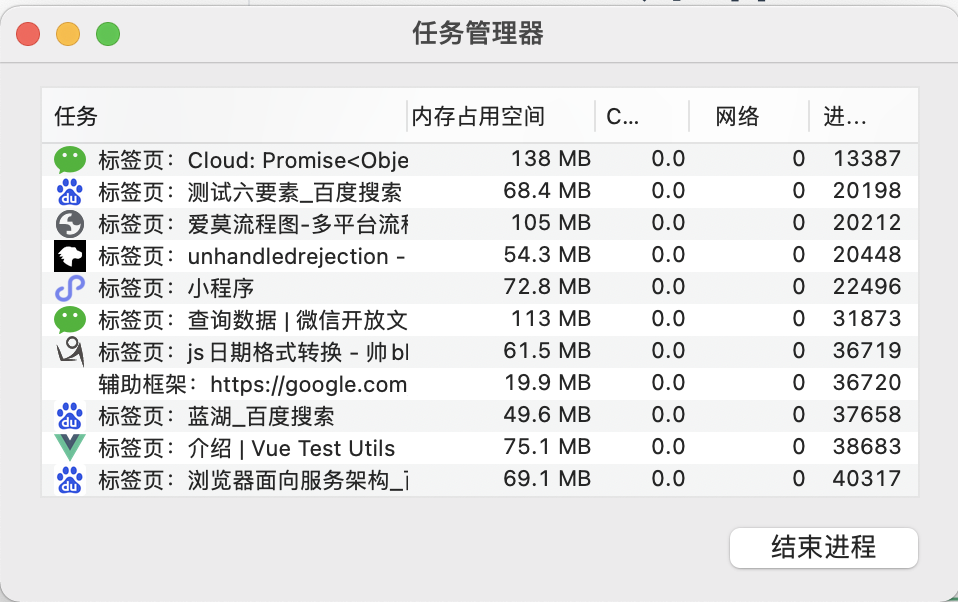 任务管理器
任务 内存占用空间 C... 网络 进...
标签页：Cloud: Promise<Obje 138 MB 0.0 0 13387
标签页：测试六要素_百度搜索 68.4 MB 0.0 0 20198
标签页：爱莫流程图-多平台流 105 MB 0.0 0 20212
标签页：unhandledrejection - 54.3 MB 0.0 0 20448
标签页：小程序 72.8 MB 0.0 0 22496
标签页：查询数据 | 微信开放文 113 MB 0.0 0 31873
标签页：js 日期格式转换 - 帅 bl 61.5 MB 0.0 0 36719
辅助框架：https://google.com 19.9 MB 0.0 0 36720
标签页：蓝湖_百度搜索 49.6 MB 0.0 0 37658
标签页：介绍 | Vue Test Utils 75.1 MB 0.0 0 38683
标签页：浏览器面向服务架构_ 69.1 MB 0.0 0 40317
结束进程